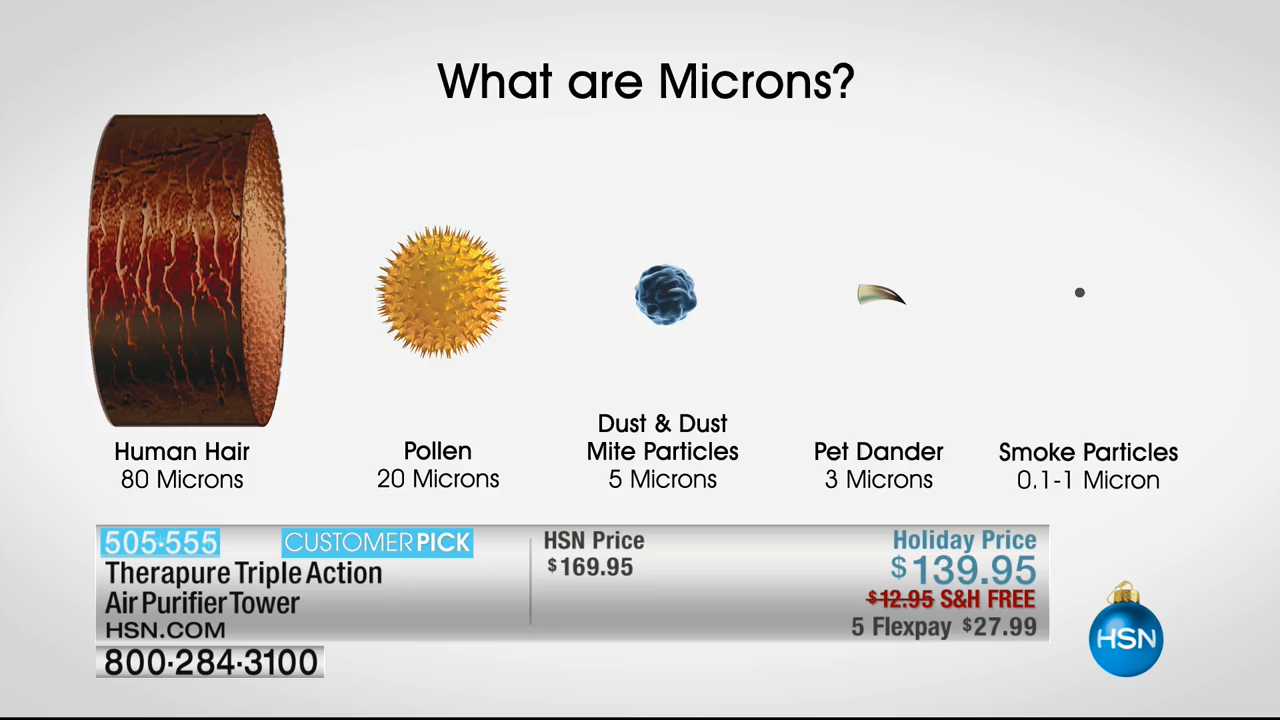 What are Microns?
Human Hair
80 Microns
Pollen
20 Microns
Dust & Dust
Mite Particles
5 Microns
Pet Dander
3 Microns
Smoke Particles
0.1-1 Micron
505-555
CUSTOMER PICK
Therapure Triple Action
Air Purifier Tower
HSN.COM
800·284·3100
HSN Price
$169.95
Holiday Price
$139.95
$12.95 S&H FREE
5 Flexpay $27.99
HSN